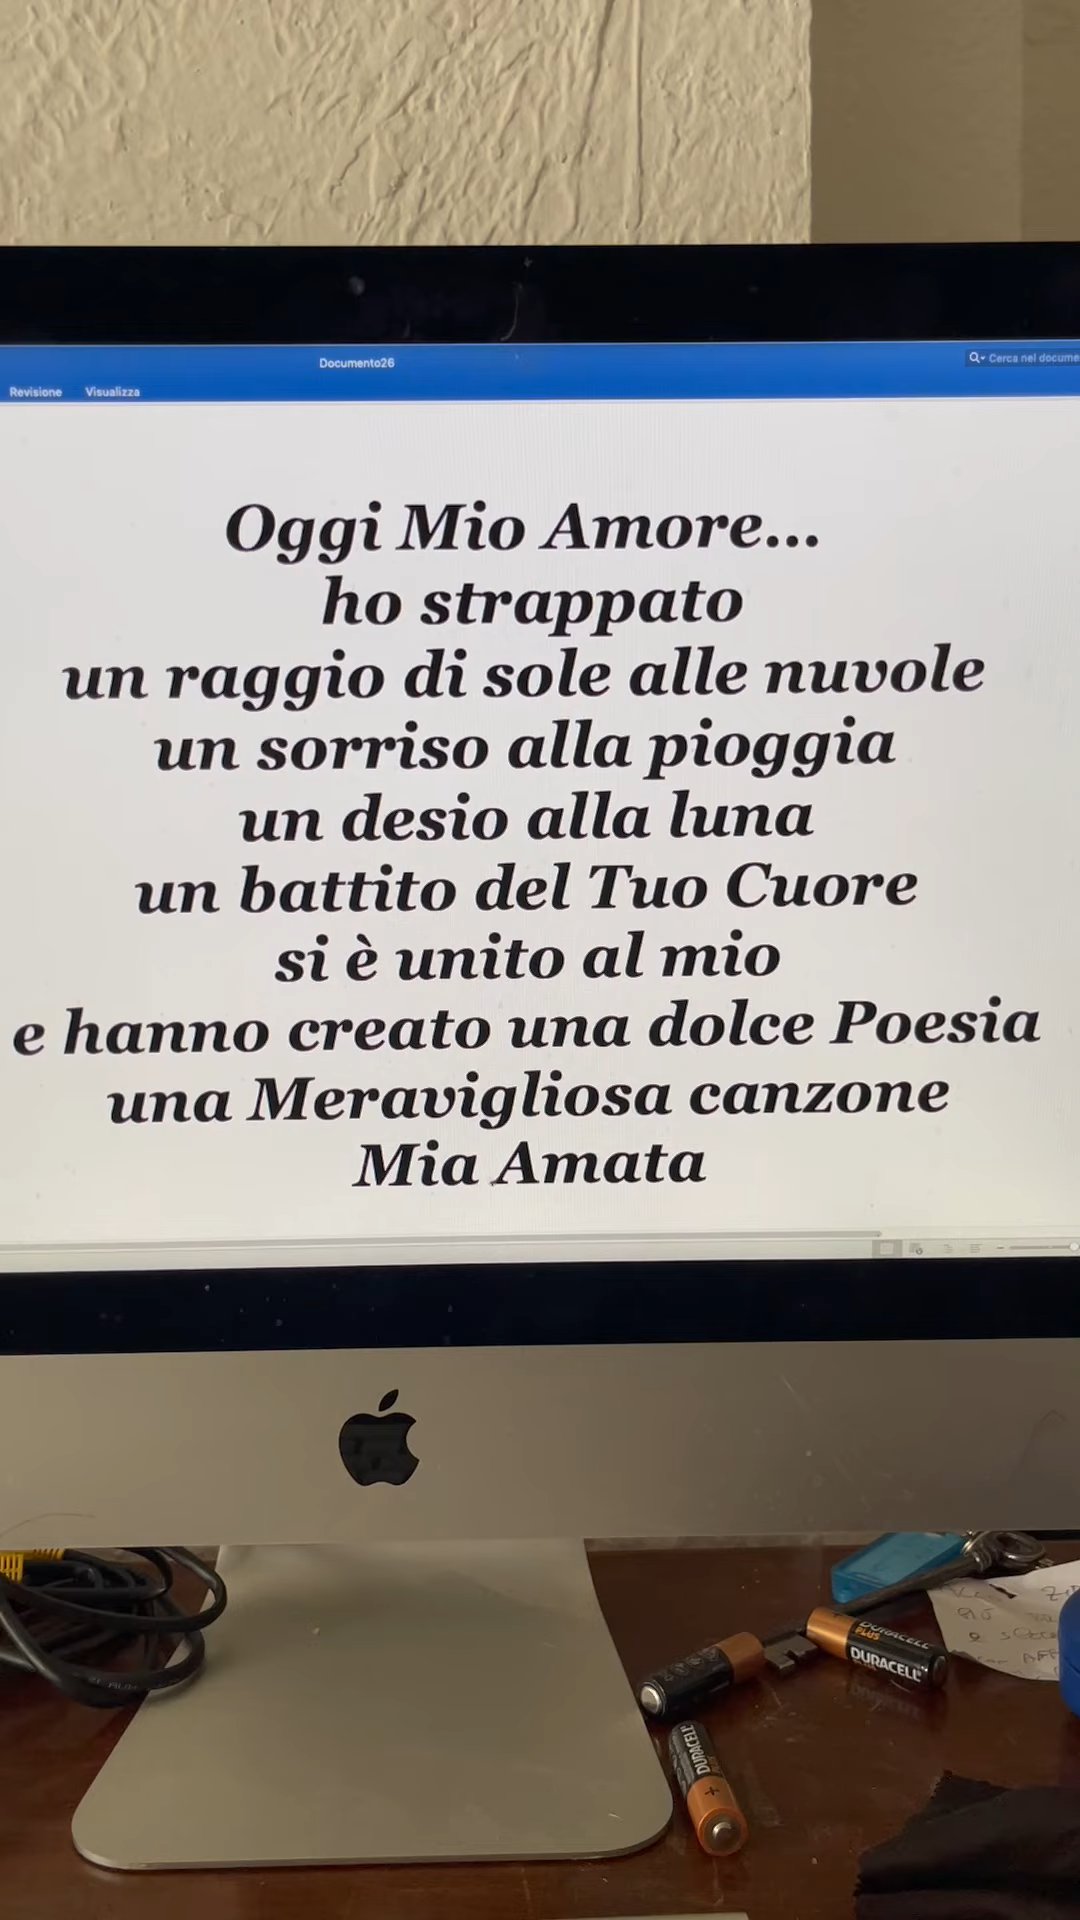 Documento26
Cerca nel docume
Revisione Visualizza
Oggi Mio Amore...
ho strappato
un raggio di sole alle nuvole
un sorriso alla pioggia
un desio alla luna
un battito del Tuo Cuore
si è unito al mio
e hanno creato una dolce Poesia
una Meravigliosa canzone
Mia Amata
DURACELL
PLUS
DURACELL
DURACELL